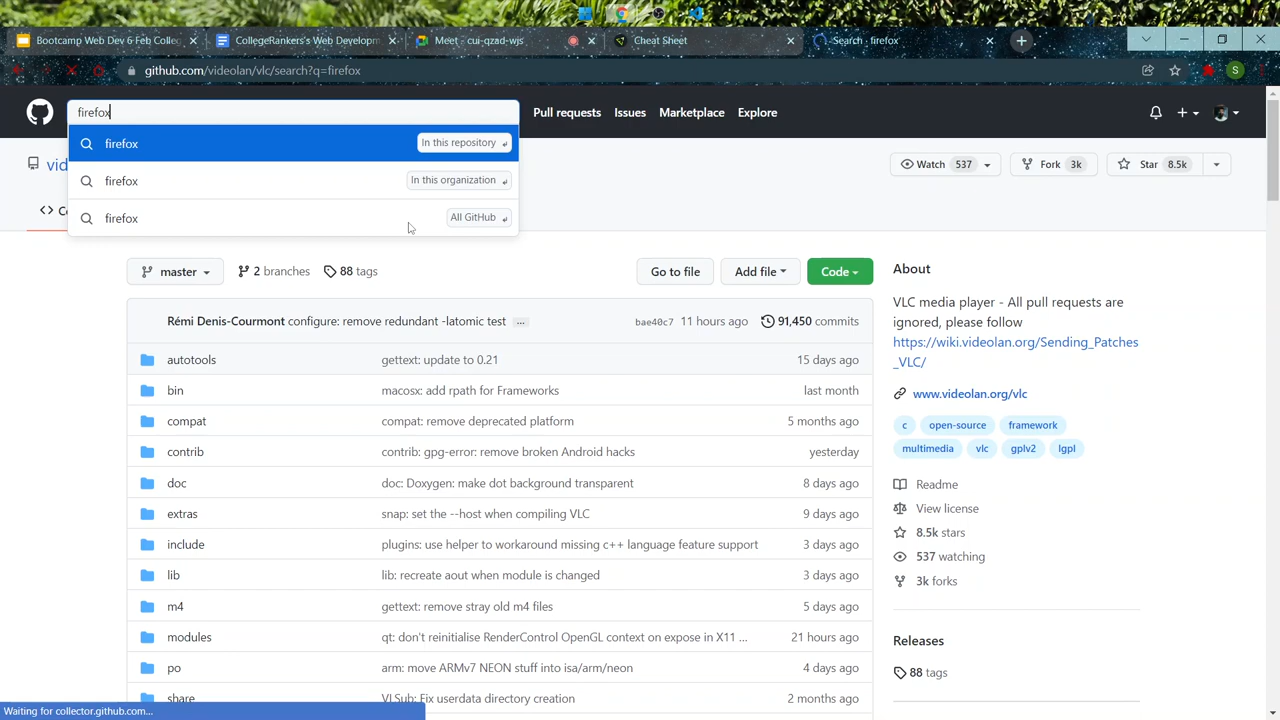 Bootcamp Web Dev 6 Feb Colleg
CollegeRankers's Web Developm
Meet - cui-qzad-wjs
Cheat Sheet
Search · firefox
github.com/videolan/vlc/search?q=firefox
S
firefox
Pull requests
Issues
Marketplace
Explore
firefox
In this repository
firefox
In this organization
firefox
All GitHub
vid
Watch 537
Fork 3k
Star 8.5k
<> Co
master
2 branches
88 tags
Go to file
Add file
Code
Rémi Denis-Courmont configure: remove redundant -latomic test ...
bae40c7 11 hours ago
91,450 commits
autotools
gettext: update to 0.21
15 days ago
bin
macosx: add rpath for Frameworks
last month
compat
compat: remove deprecated platform
5 months ago
contrib
contrib: gpg-error: remove broken Android hacks
yesterday
doc
doc: Doxygen: make dot background transparent
8 days ago
extras
snap: set the --host when compiling VLC
9 days ago
include
plugins: use helper to workaround missing c++ language feature support
3 days ago
lib
lib: recreate aout when module is changed
3 days ago
m4
gettext: remove stray old m4 files
5 days ago
modules
qt: don't reinitialise RenderControl OpenGL context on expose in X11 ...
21 hours ago
po
arm: move ARMv7 NEON stuff into isa/arm/neon
4 days ago
share
VLSub: Fix userdata directory creation
2 months ago
About
VLC media player - All pull requests are
ignored, please follow
https://wiki.videolan.org/Sending_Patches
_VLC/
www.videolan.org/vlc
c
open-source
framework
multimedia
vlc
gplv2
lgpl
Readme
View license
8.5k stars
537 watching
3k forks
Releases
88 tags
Waiting for collector.github.com...